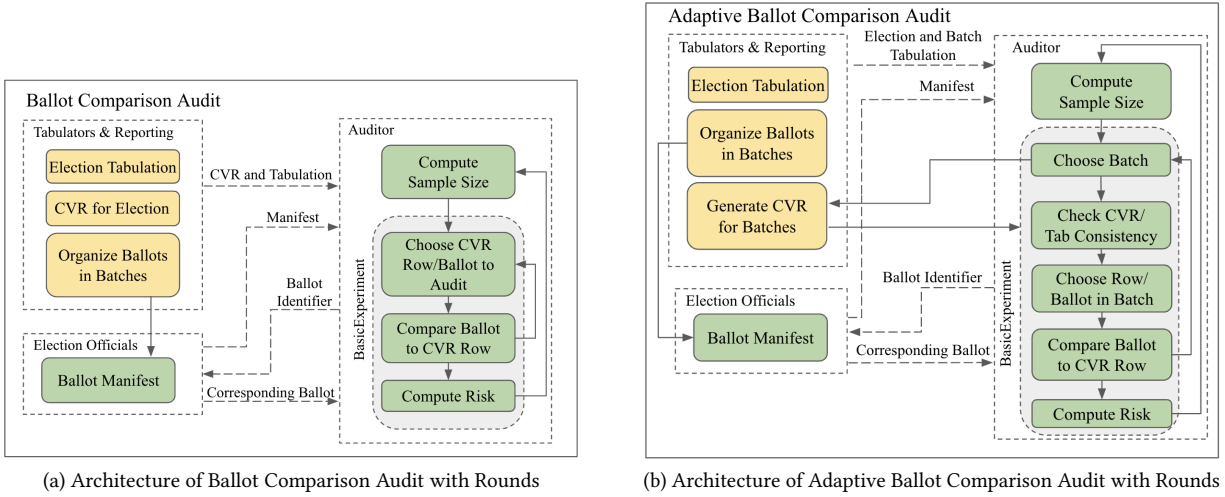 Ballot Comparison Audit
Tabulators & Reporting
Election Tabulation
CVR for Election
Organize Ballots
in Batches
Election Officials
Ballot Manifest
CVR and Tabulation
Manifest
Ballot
Identifier
Corresponding Ballot
Auditor
Compute
Sample Size
BasicExperiment
Choose CVR
Row/Ballot to
Audit
Compare Ballot
to CVR Row
Compute Risk
(a) Architecture of Ballot Comparison Audit with Rounds
Adaptive Ballot Comparison Audit
Tabulators & Reporting
Election Tabulation
Organize Ballots
in Batches
Generate CVR
for Batches
Election Officials
Ballot Manifest
Election and Batch
Tabulation
Manifest
Ballot Identifier
Corresponding Ballot
Auditor
Compute
Sample Size
BasicExperiment
Choose Batch
Check CVR/
Tab Consistency
Choose Row/
Ballot in Batch
Compare Ballot
to CVR Row
Compute Risk
(b) Architecture of Adaptive Ballot Comparison Audit with Rounds